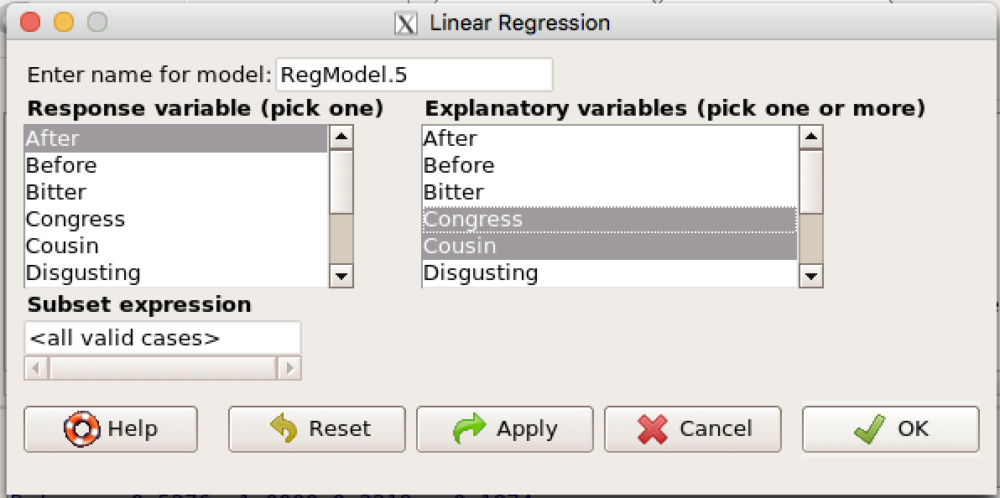 Linear Regression
Enter name for model: RegModel.5
Response variable (pick one)
Explanatory variables (pick one or more)
After
Before
Bitter
Congress
Cousin
Disgusting
After
Before
Bitter
Congress
Cousin
Disgusting
Subset expression
<all valid cases>
Help
Reset
Apply
Cancel
OK